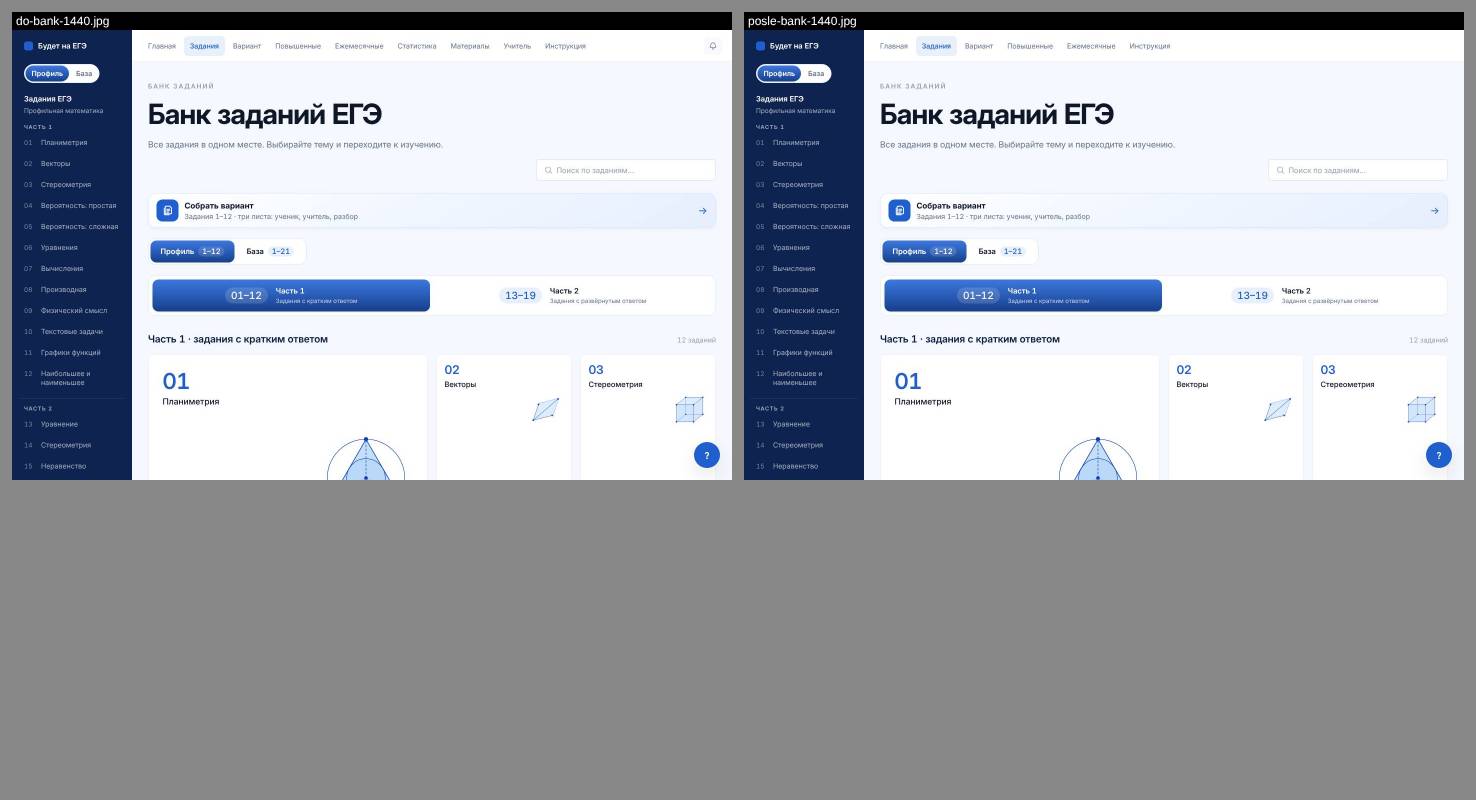 do-bank-1440.jpg
Будет на ЕГЭ
Профиль База
Задания ЕГЭ
Профильная математика
ЧАСТЬ 1
01 Планиметрия
02 Векторы
03 Стереометрия
04 Вероятность: простая
05 Вероятность: сложная
06 Уравнения
07 Вычисления
08 Производная
09 Физический смысл
10 Текстовые задачи
11 Графики функций
12 Наибольшее и
наименьшее
ЧАСТЬ 2
13 Уравнение
14 Стереометрия
15 Неравенство
Главная Задания Вариант Повышенные Ежемесячные Статистика Материалы Учитель Инструкция
БАНК ЗАДАНИЙ
Банк заданий ЕГЭ
Все задания в одном месте. Выбирайте тему и переходите к изучению.
Поиск по заданиям...
Собрать вариант
Задания 1–12 · три листа: ученик, учитель, разбор
Профиль 1–12 База 1–21
01–12 Часть 1
Задания с кратким ответом
13–19 Часть 2
Задания с развёрнутым ответом
Часть 1 · задания с кратким ответом
12 заданий
01
Планиметрия
02
Векторы
03
Стереометрия
?
posle-bank-1440.jpg
Будет на ЕГЭ
Профиль База
Задания ЕГЭ
Профильная математика
ЧАСТЬ 1
01 Планиметрия
02 Векторы
03 Стереометрия
04 Вероятность: простая
05 Вероятность: сложная
06 Уравнения
07 Вычисления
08 Производная
09 Физический смысл
10 Текстовые задачи
11 Графики функций
12 Наибольшее и
наименьшее
ЧАСТЬ 2
13 Уравнение
14 Стереометрия
15 Неравенство
Главная Задания Вариант Повышенные Ежемесячные Инструкция
БАНК ЗАДАНИЙ
Банк заданий ЕГЭ
Все задания в одном месте. Выбирайте тему и переходите к изучению.
Поиск по заданиям...
Собрать вариант
Задания 1–12 · три листа: ученик, учитель, разбор
Профиль 1–12 База 1–21
01–12 Часть 1
Задания с кратким ответом
13–19 Часть 2
Задания с развёрнутым ответом
Часть 1 · задания с кратким ответом
12 заданий
01
Планиметрия
02
Векторы
03
Стереометрия
?